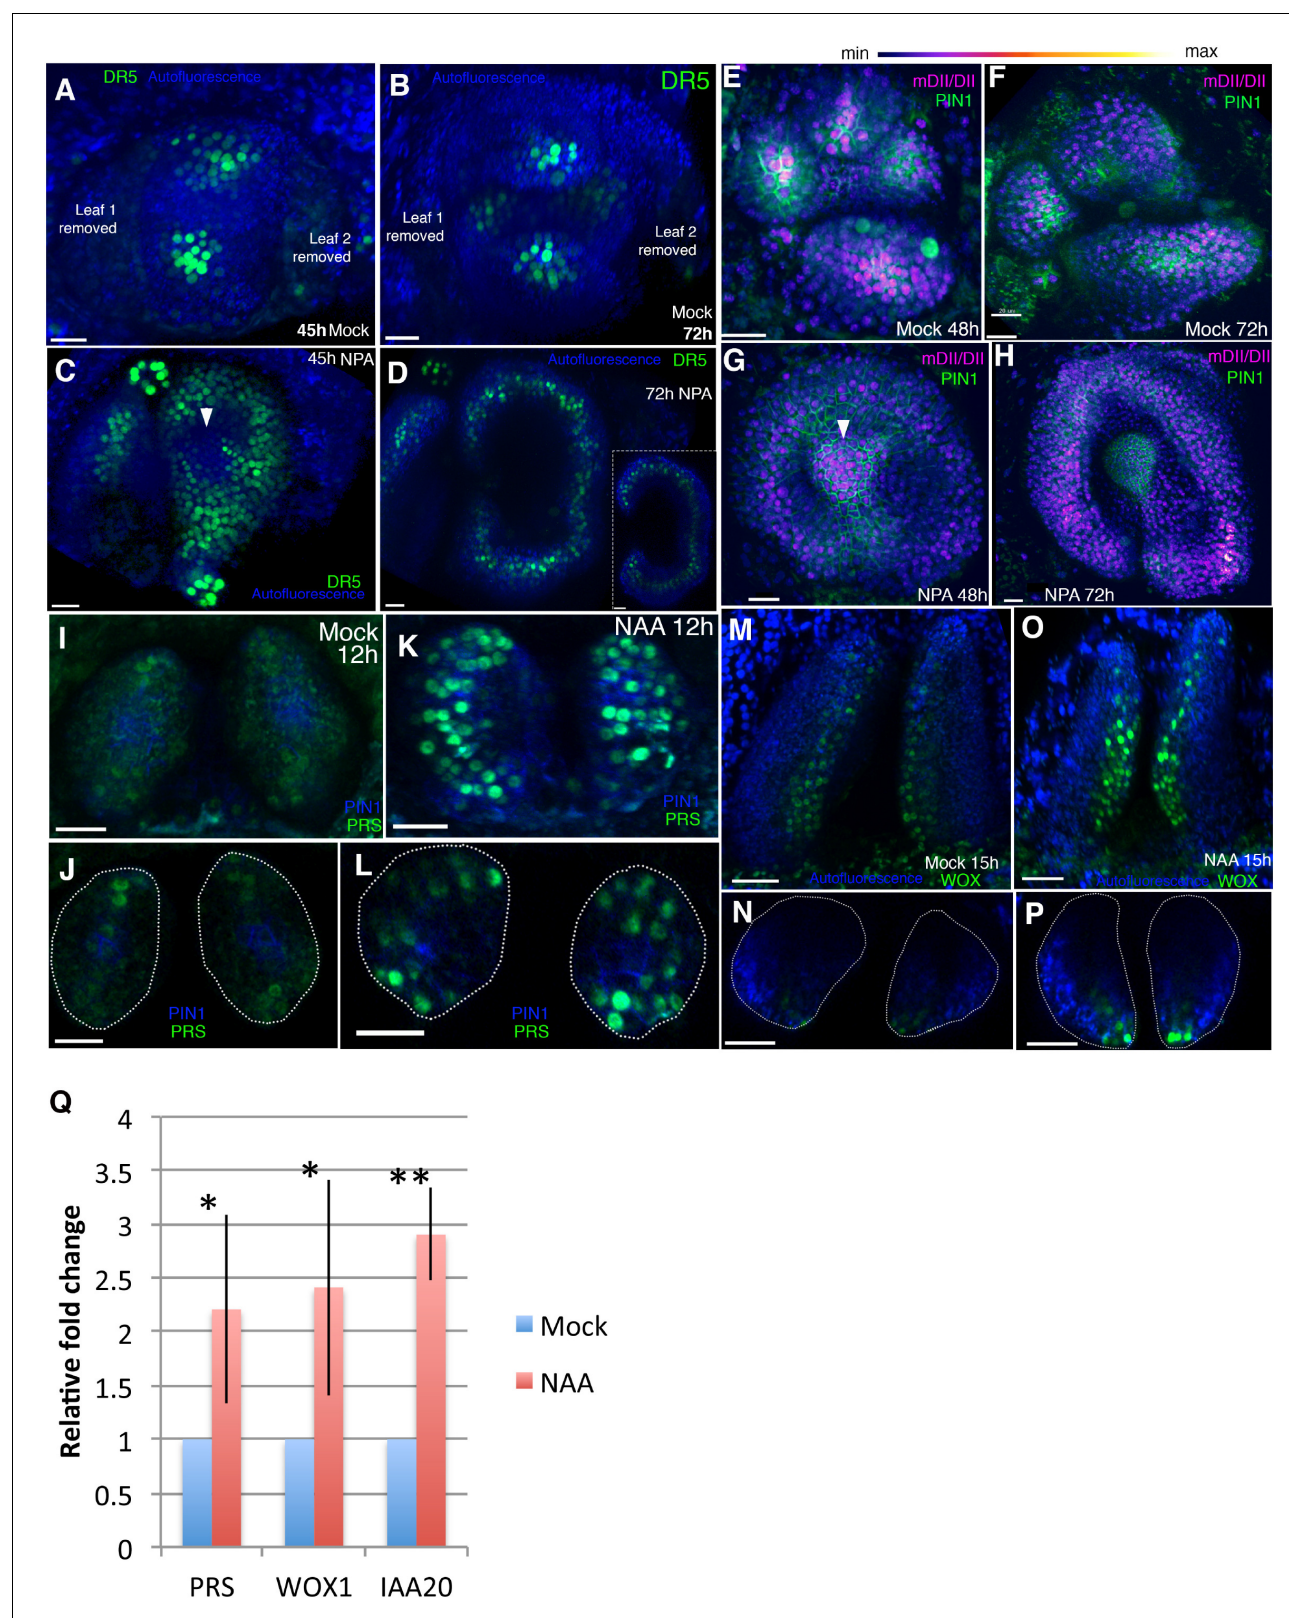 min max
A DR5 Autofluorescence
Leaf 1
removed
Leaf 2
removed
45h Mock
B Autofluorescence DR5
Leaf 1
removed
Leaf 2
removed
Mock
72h
E mDII/DII
PIN1
Mock 48h
F mDII/DII
PIN1
20 um
Mock 72h
C 45h NPA
DR5
Autofluorescence
D Autofluorescence DR5
72h NPA
G mDII/DII
PIN1
NPA 48h
H mDII/DII
PIN1
NPA 72h
I Mock
12h
PIN1
PRS
K NAA 12h
PIN1
PRS
M
Mock 15h
Autofluorescence WOX
O
NAA 15h
Autofluorescence WOX
J
PIN1
PRS
L
PIN1
PRS
N
P
Q
Relative fold change
4
3.5
3
2.5
2
1.5
1
0.5
0
*
*
**
PRS WOX1 IAA20
Mock
NAA